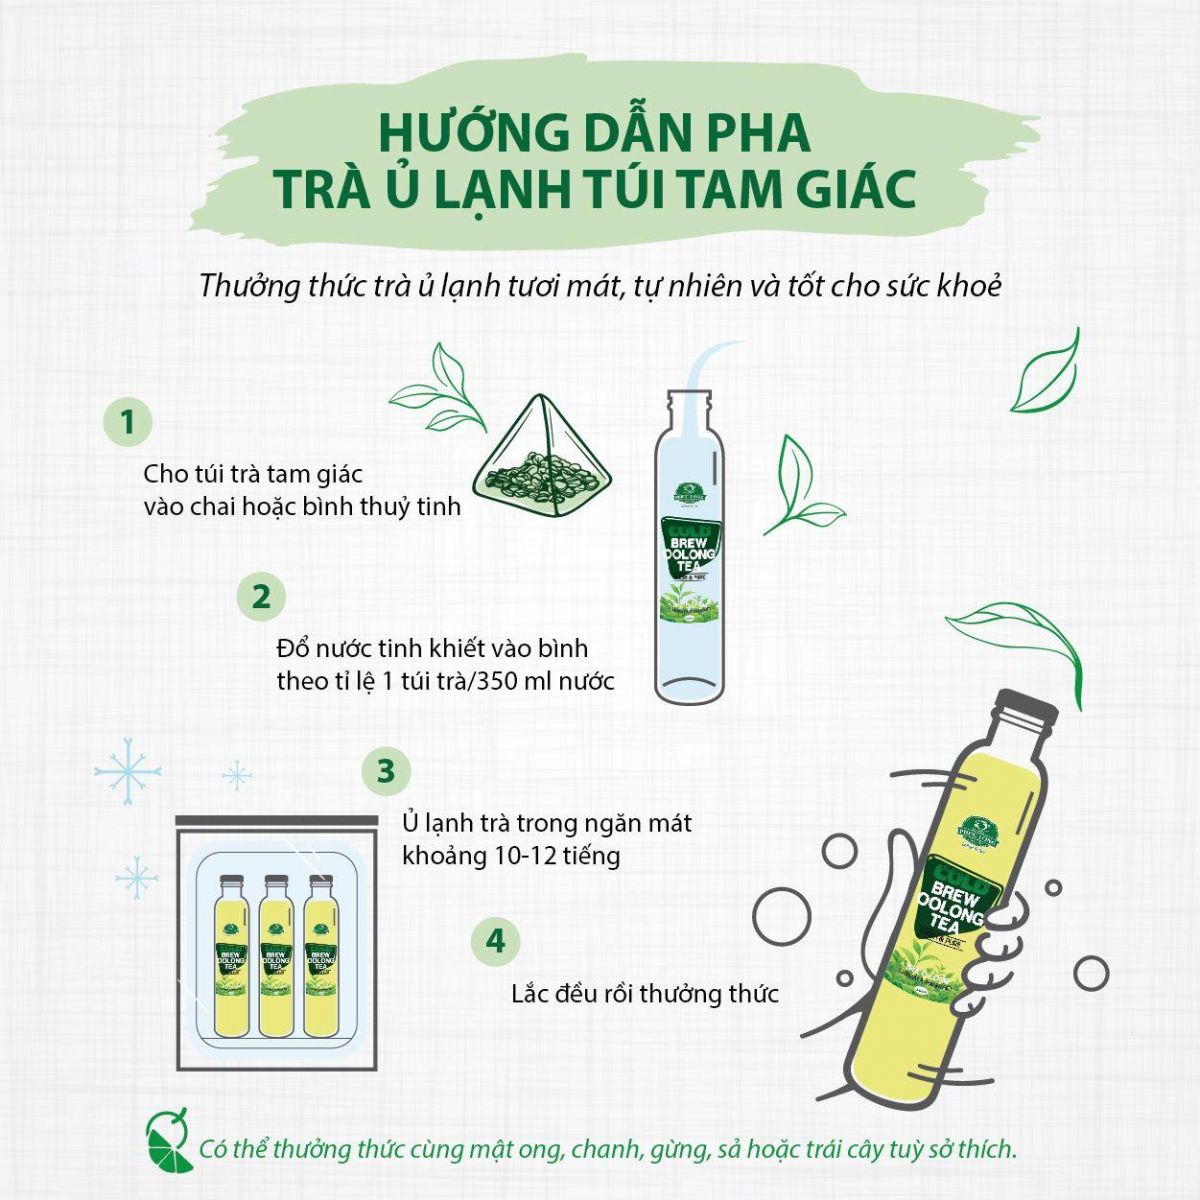 HƯỚNG DẪN PHA
TRÀ Ủ LẠNH TÚI TAM GIÁC
Thưởng thức trà ủ lạnh tươi mát, tự nhiên và tốt cho sức khoẻ
1
Cho túi trà tam giác
vào chai hoặc bình thuỷ tinh
COLD
BREW
OOLONG
TEA
2
Đổ nước tinh khiết vào bình
theo tỉ lệ 1 túi trà/350 ml nước
3
Ủ lạnh trà trong ngăn mát
khoảng 10-12 tiếng
BREW
OOLONG
TEA
BREW
OOLONG
TEA
BREW
OOLONG
TEA
4
Lắc đều rồi thưởng thức
PHUC LONG
COLD
BREW
OOLONG
TEA
Có thể thưởng thức cùng mật ong, chanh, gừng, sả hoặc trái cây tuỳ sở thích.